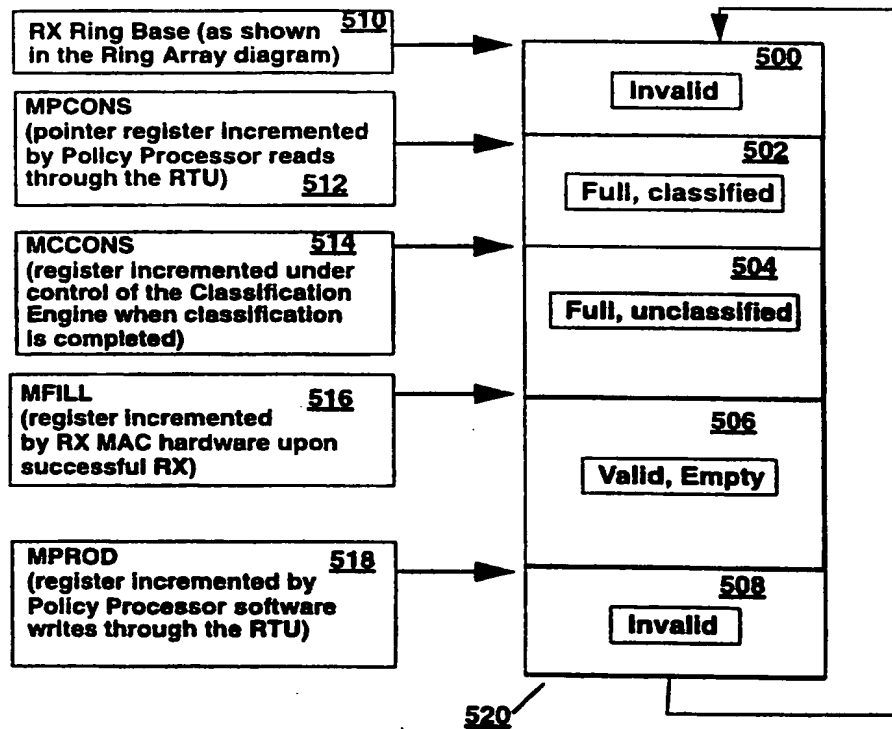 RX Ring Base (as shown 510
in the Ring Array diagram)
500
Invalid
MPCONS
(pointer register incremented
by Policy Processor reads
through the RTU) 512
502
Full, classified
MCCONS 514
(register incremented under
control of the Classification
Engine when classification
is completed)
504
Full, unclassified
MFILL 516
(register incremented
by RX MAC hardware upon
successful RX)
506
Valid, Empty
MPROD 518
(register incremented by
Policy Processor software
writes through the RTU)
508
Invalid
520